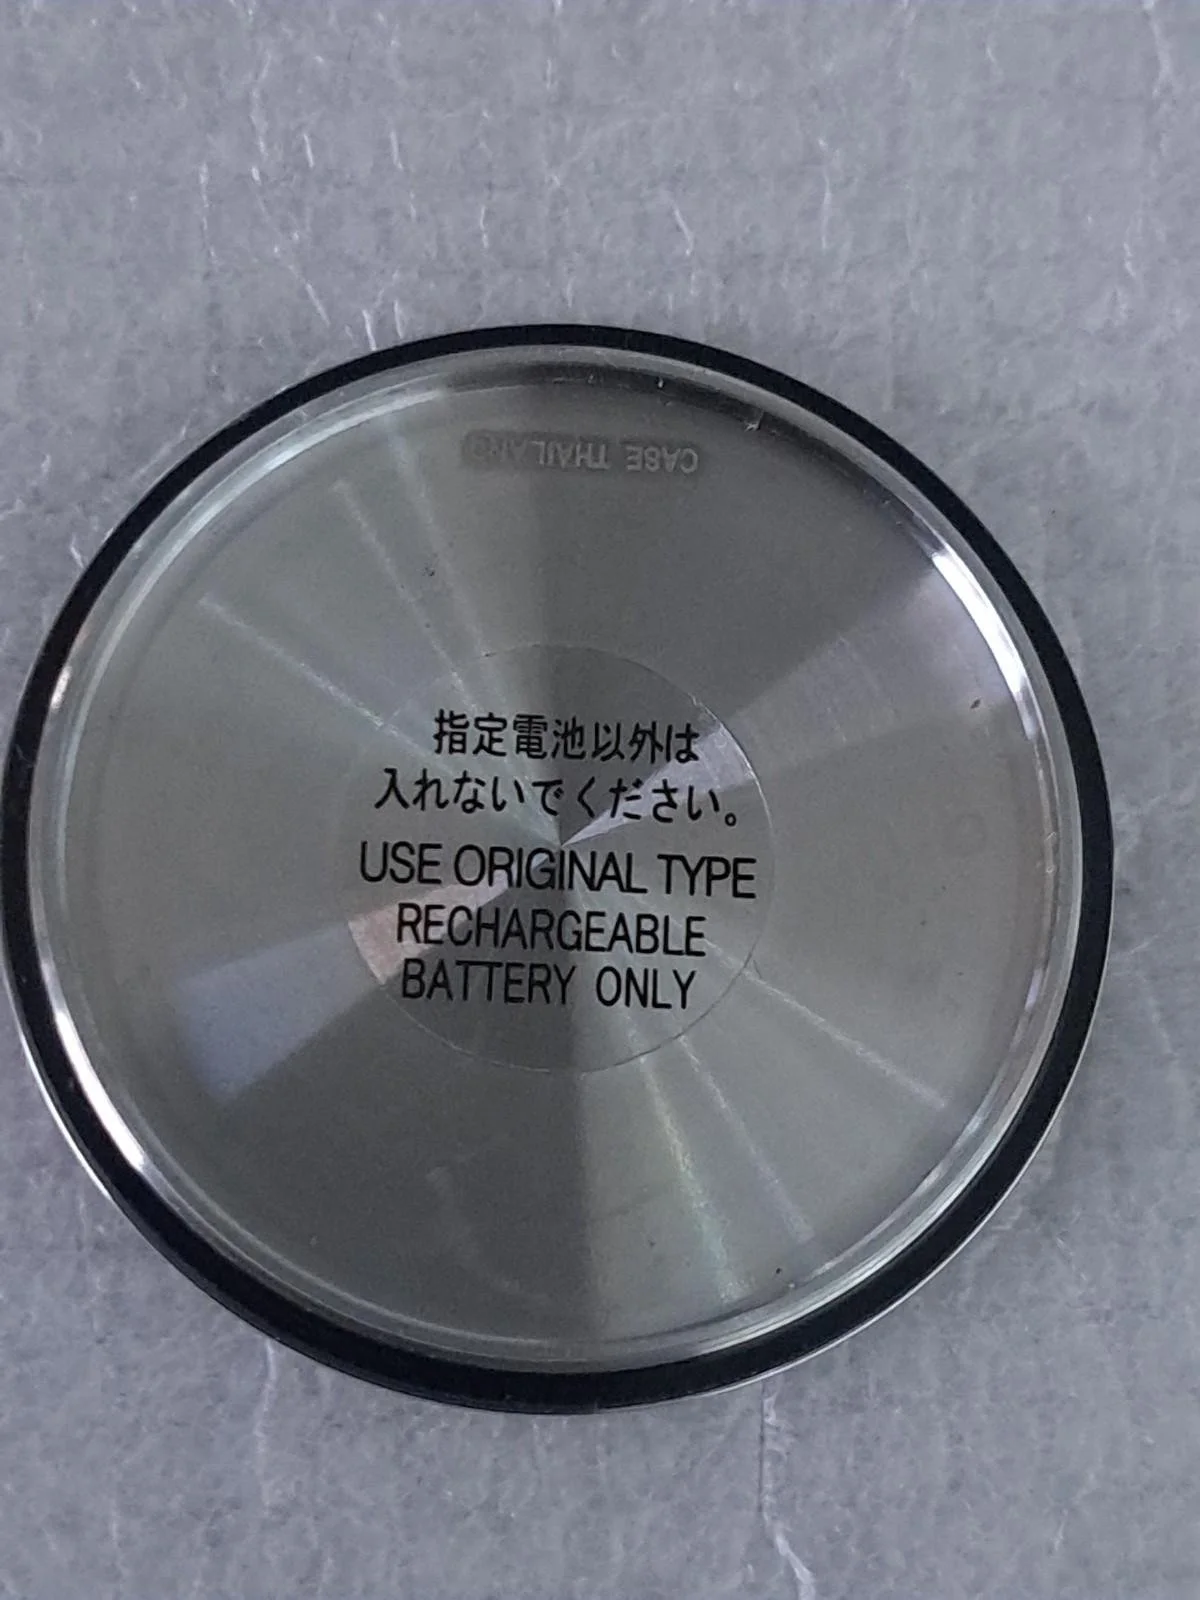 CASE THAILAND
指定電池以外は
入れないでください。
USE ORIGINAL TYPE
RECHARGEABLE
BATTERY ONLY